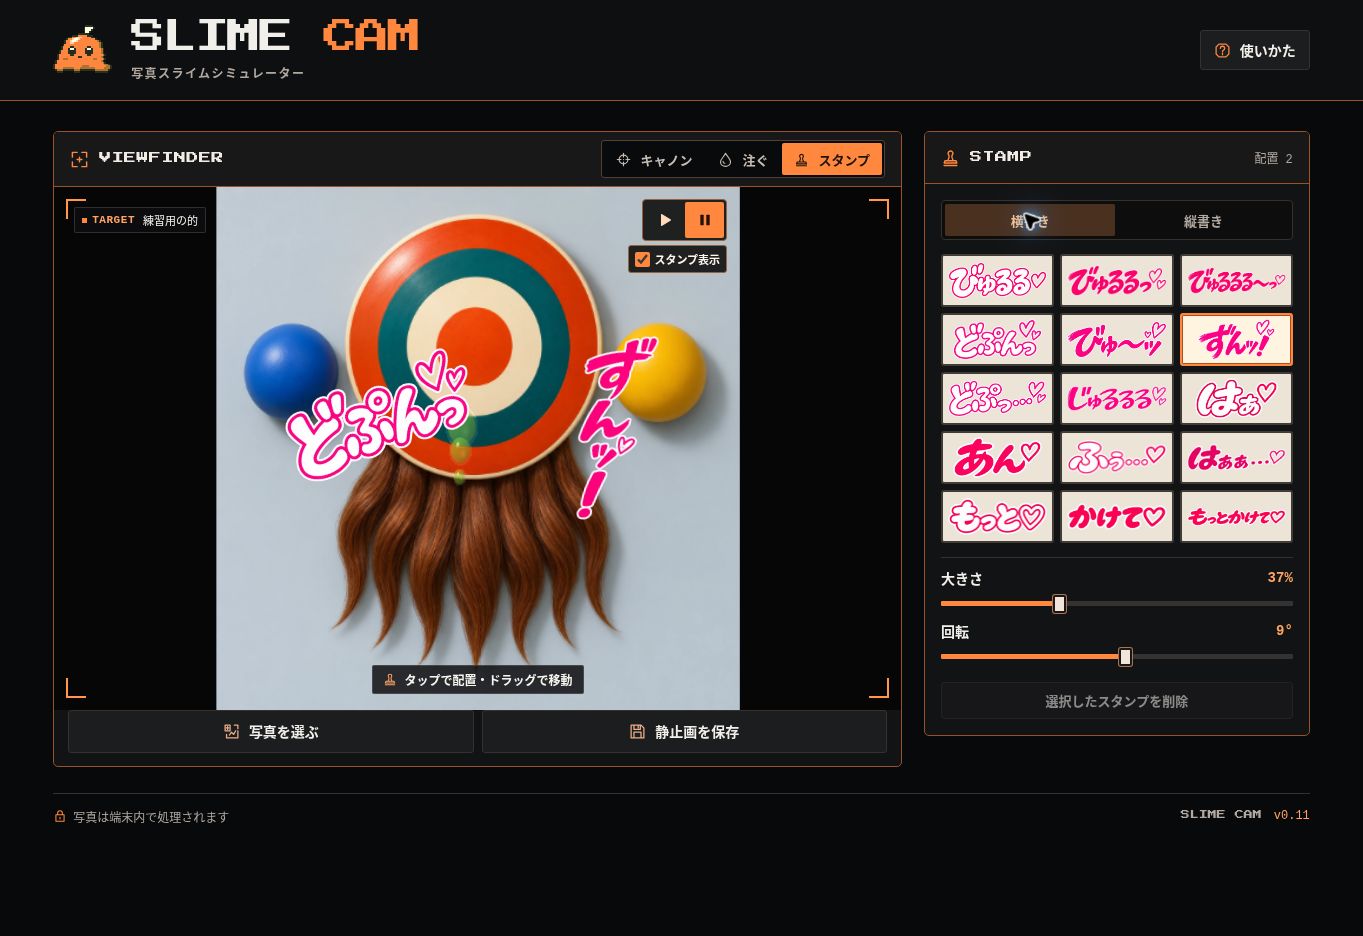 SLIME CAM
写真スライムシミュレーター
使いかた
VIEWFINDER
キャノン
注ぐ
スタンプ
TARGET 練習用の的
スタンプ表示
どぷんっ♡♡
ずんッ♡!
タップで配置・ドラッグで移動
写真を選ぶ
静止画を保存
STAMP
配置 2
横書き
縦書き
びゅるる♡
びゅるるっ♡♡
びゅるるる〜っ♡♡
どぷんっ♡♡
びゅ〜ッ♡♡
ずんッ!♡♡
どぷっ…♡♡
じゅるるる♡♡
はぁ♡
あん♡
ふぅ…♡
はぁぁ…♡
もっと♡
かけて♡
もっとかけて♡
大きさ
37%
回転
9°
選択したスタンプを削除
写真は端末内で処理されます
SLIME CAM v0.11